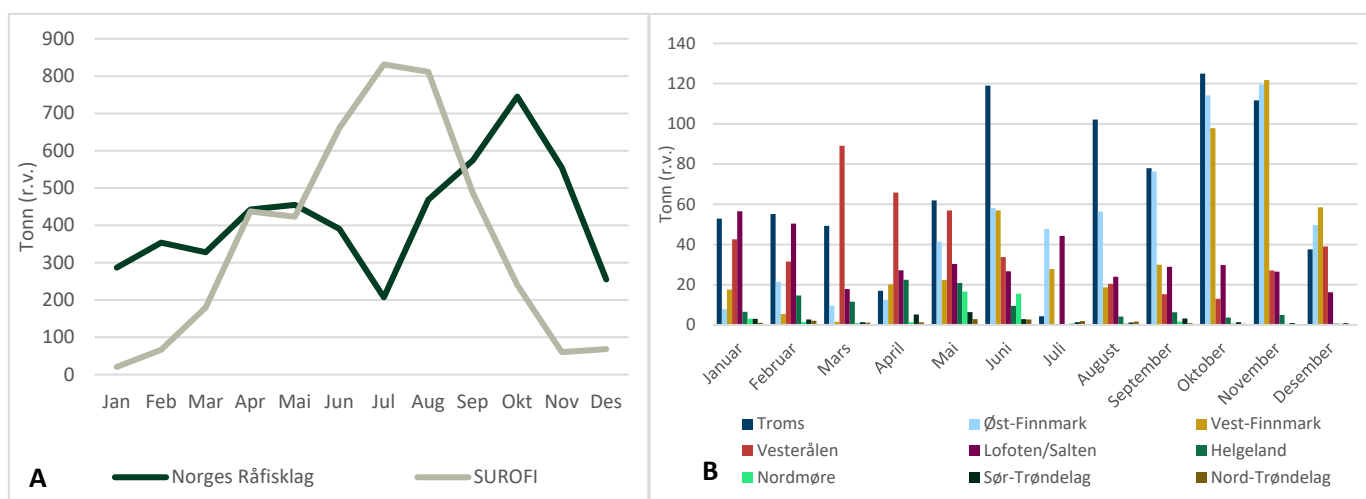 900
800
700
600
500
400
300
200
100
0
Tonn (r.v.)
Jan Feb Mar Apr Mai Jun Jul Aug Sep Okt Nov Des
Norges Råfisklag SUROFI
A
140
120
100
80
60
40
20
0
Tonn (r.v.)
Januar Februar Mars April Mai Juni Juli August September Oktober November Desember
Troms Øst-Finnmark Vest-Finnmark
Vesterålen Lofoten/Salten Helgeland
Nordmøre Sør-Trøndelag Nord-Trøndelag
B